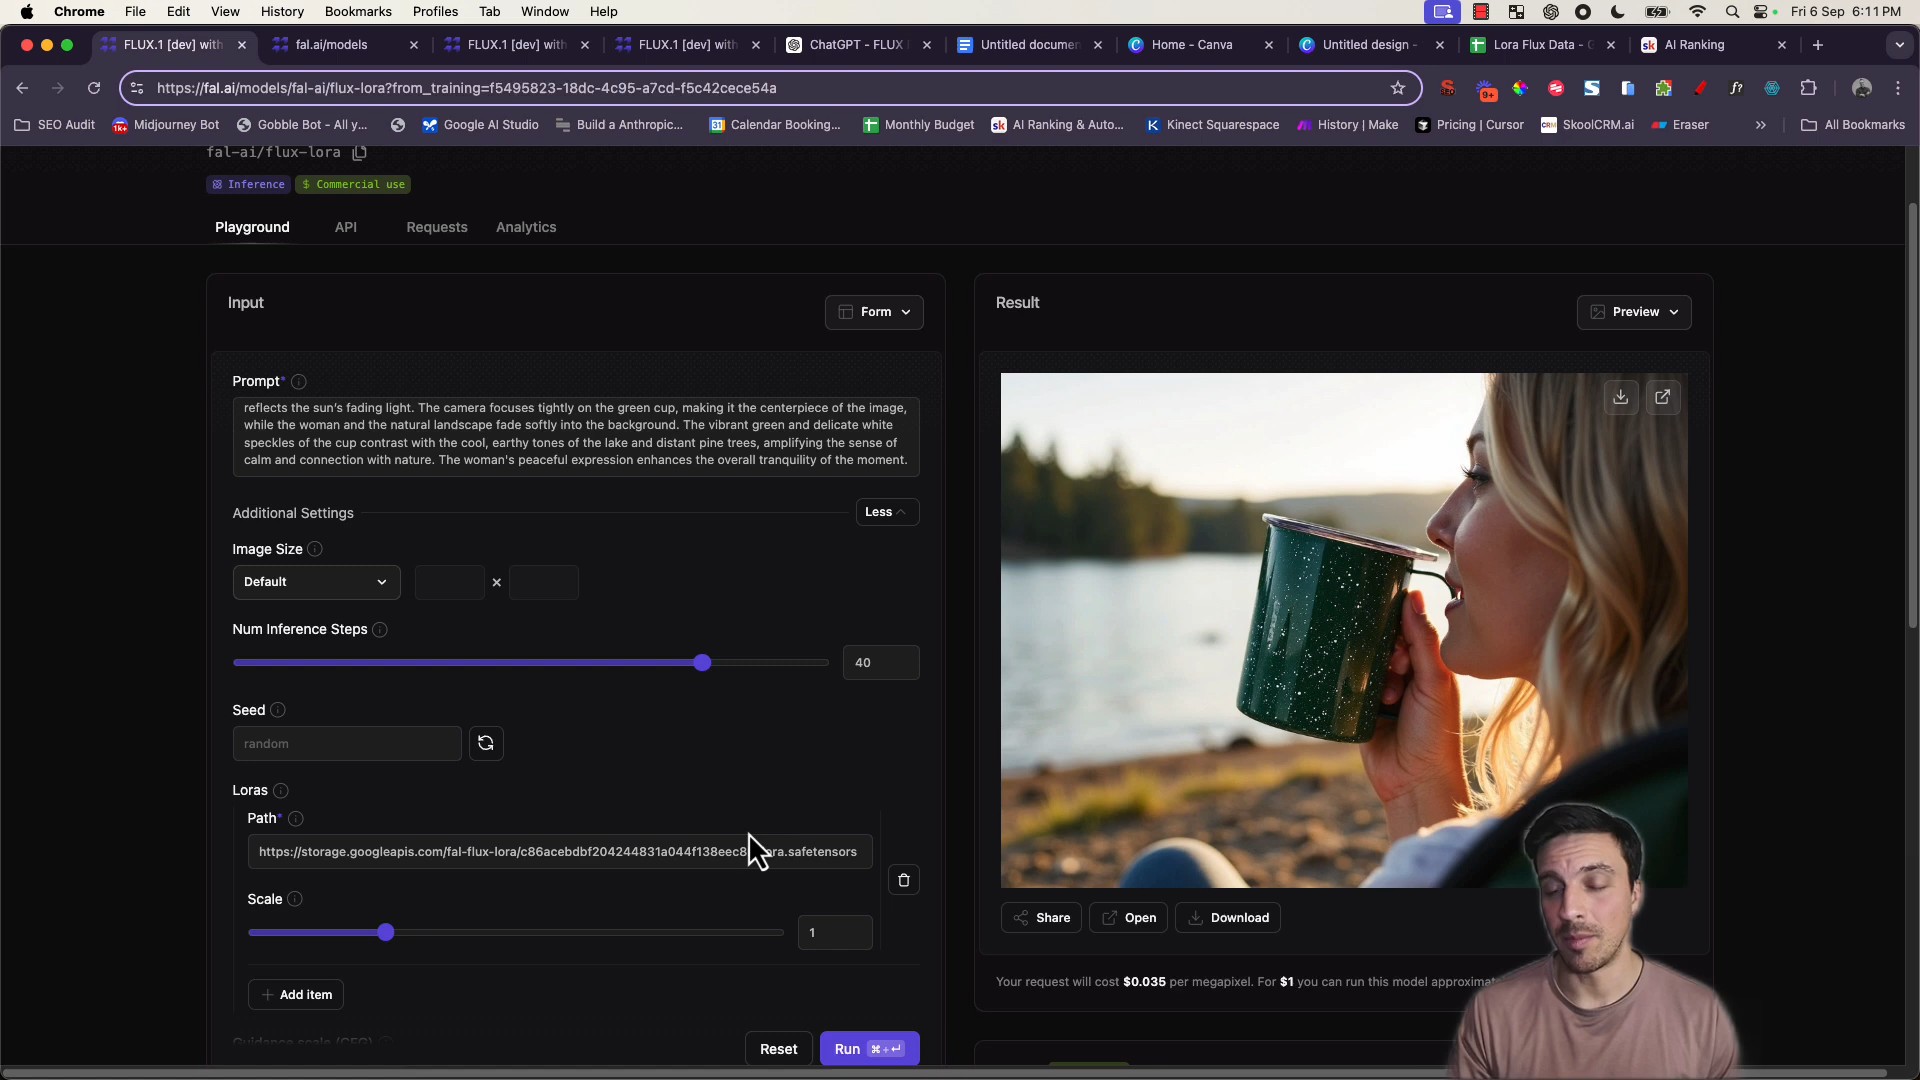 Chrome File Edit View History Bookmarks Profiles Tab Window Help Fri 6 Sep 6:11 PM
FLUX.1 [dev] with fal.ai/models FLUX.1 [dev] with FLUX.1 [dev] with ChatGPT - FLUX Untitled documen Home - Canva Untitled design - Lora Flux Data - G AI Ranking
https://fal.ai/models/fal-ai/flux-lora?from_training=f5495823-18dc-4c95-a7cd-f5c42cece54a
SEO Audit Midjourney Bot Gobble Bot - All y... Google AI Studio Build a Anthropic... Calendar Booking... Monthly Budget AI Ranking & Auto... Kinect Squarespace History | Make Pricing | Cursor SkoolCRM.ai Eraser » All Bookmarks
fal-ai/flux-lora
Inference $ Commercial use
Playground API Requests Analytics
Input
Form
Prompt*
reflects the sun's fading light. The camera focuses tightly on the green cup, making it the centerpiece of the image,
while the woman and the natural landscape fade softly into the background. The vibrant green and delicate white
speckles of the cup contrast with the cool, earthy tones of the lake and distant pine trees, amplifying the sense of
calm and connection with nature. The woman's peaceful expression enhances the overall tranquility of the moment.
Additional Settings
Less
Image Size
Default
×
Num Inference Steps
40
Seed
random
Loras
Path*
https://storage.googleapis.com/fal-flux-lora/c86acebdbf204244831a044f138eec8 ra.safetensors
Scale
1
+ Add item
Guidance scale (CFG)
Reset
Run ⌘+↵
Result
Preview
Share
Open
Download
Your request will cost $0.035 per megapixel. For $1 you can run this model approxima